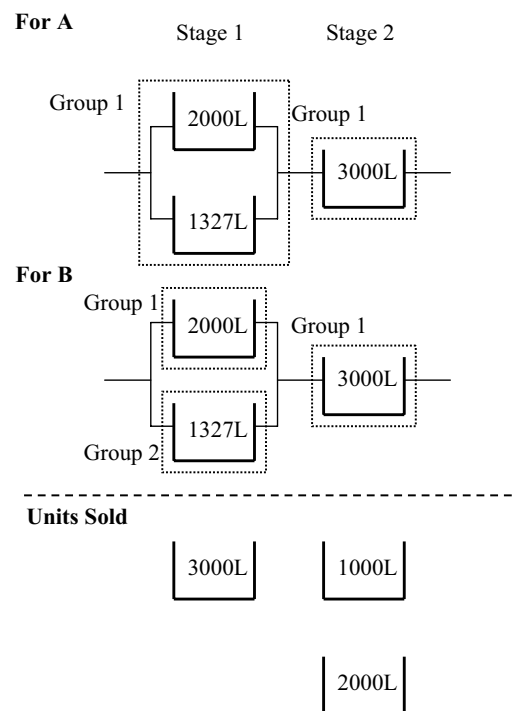 For A
Stage 1 Stage 2
Group 1
2000L
Group 1
3000L
1327L
For B
Group 1
2000L
Group 1
3000L
1327L
Group 2
Units Sold
3000L 1000L
2000L